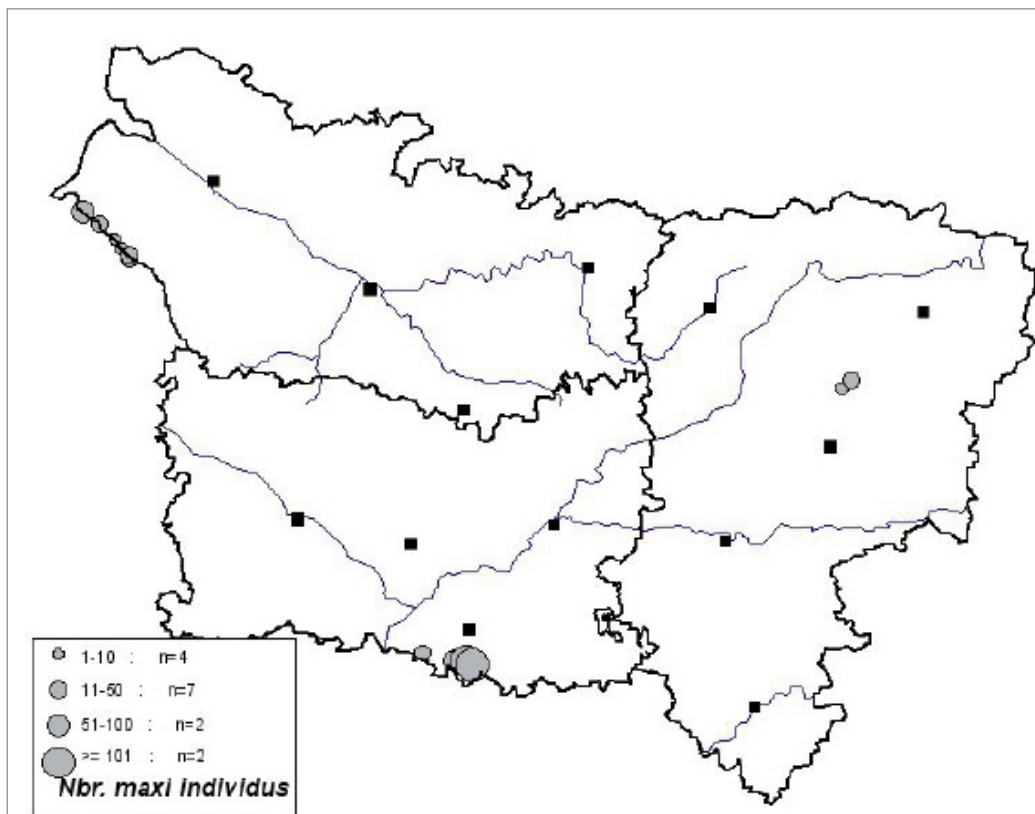 1-10 : n=4
11-50 : n=7
51-100 : n=2
>= 101 : n=2
Nbr. maxi individus